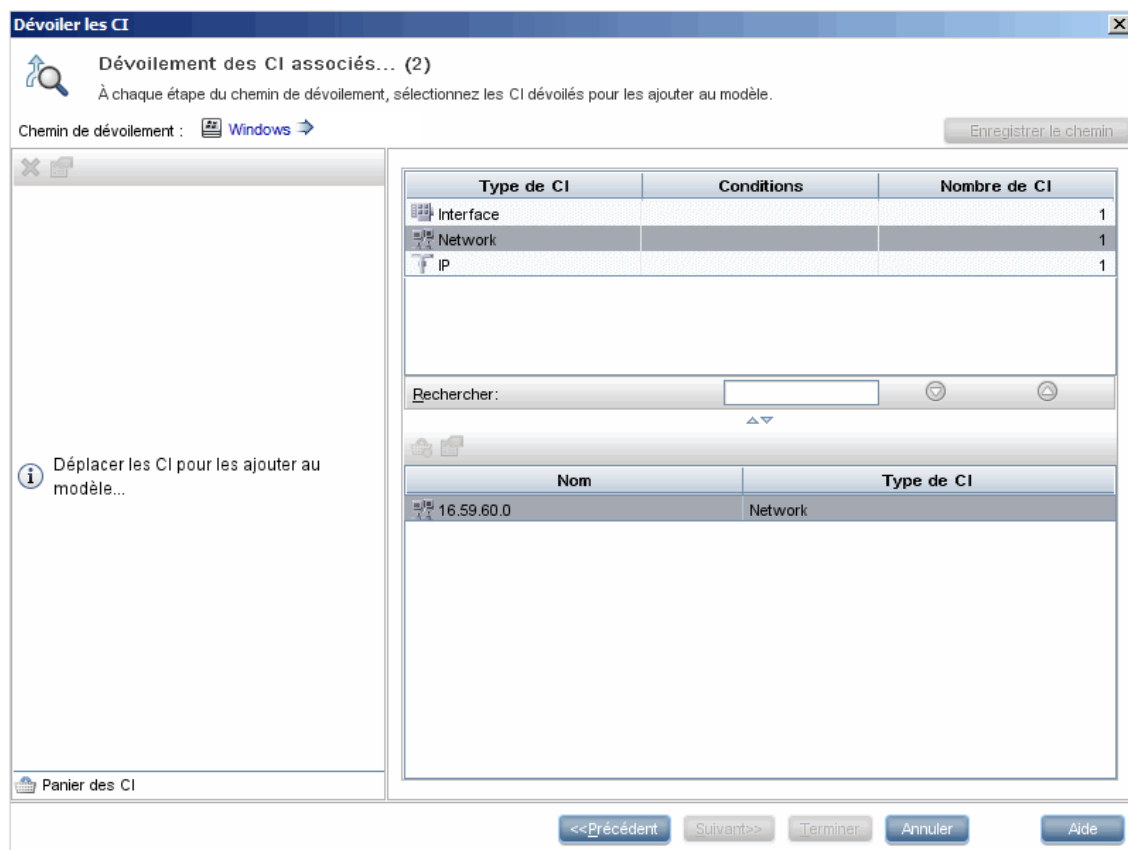 Dévoiler les CI
Dévoilement des CI associés... (2)
À chaque étape du chemin de dévoilement, sélectionnez les CI dévoilés pour les ajouter au modèle.
Chemin de dévoilement : Windows
Enregistrer le chemin
Type de CI Conditions Nombre de CI
Interface 1
Network 1
IP 1
Rechercher:
Déplacer les CI pour les ajouter au
modèle...
Nom Type de CI
16.59.60.0 Network
Panier des CI
<<Précédent Suivant>> Terminer Annuler Aide